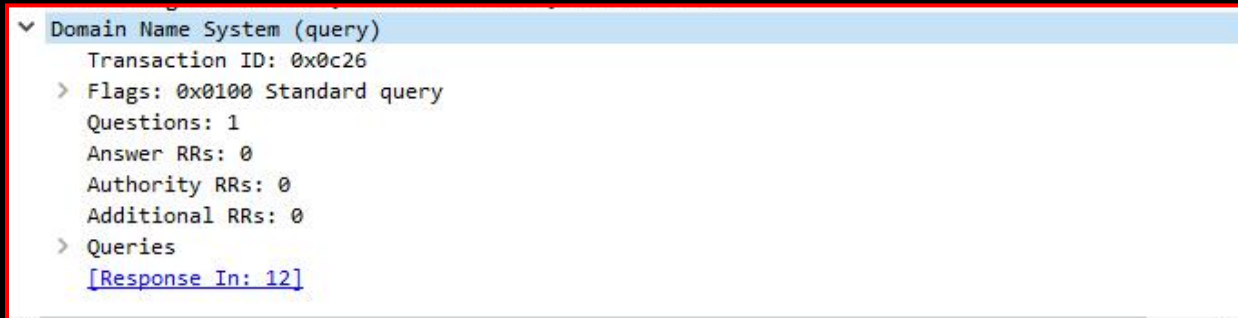 Domain Name System (query)
Transaction ID: 0x0c26
Flags: 0x0100 Standard query
Questions: 1
Answer RRs: 0
Authority RRs: 0
Additional RRs: 0
Queries
[Response In: 12]